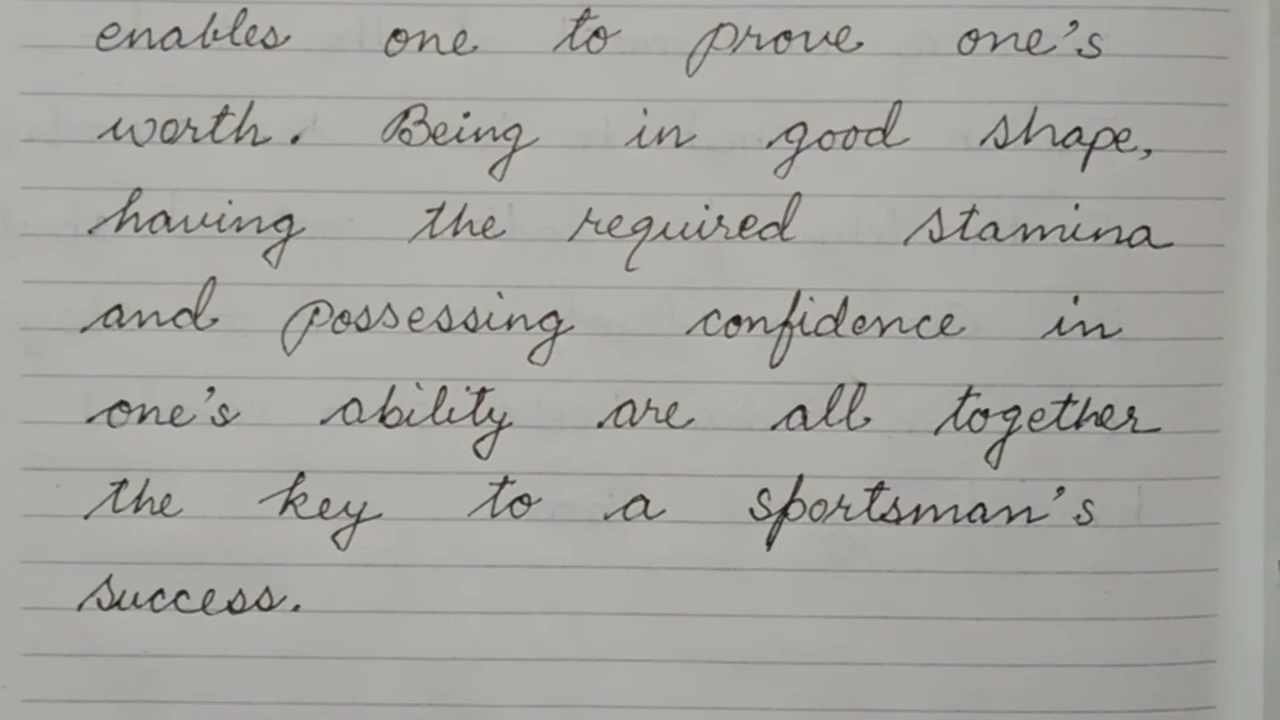 enables one to prove one's
worth. Being in good shape,
having the required stamina
and possessing confidence in
one's ability are all together
the key to a sportsman's
success.